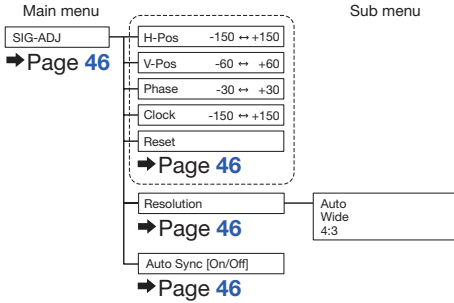 Main menu
Sub menu
SIG-ADJ
➡Page 46
H-Pos -150 ↔ +150
V-Pos -60 ↔ +60
Phase -30 ↔ +30
Clock -150 ↔ +150
Reset
➡Page 46
Resolution
➡Page 46
Auto
Wide
4:3
Auto Sync [On/Off]
➡Page 46